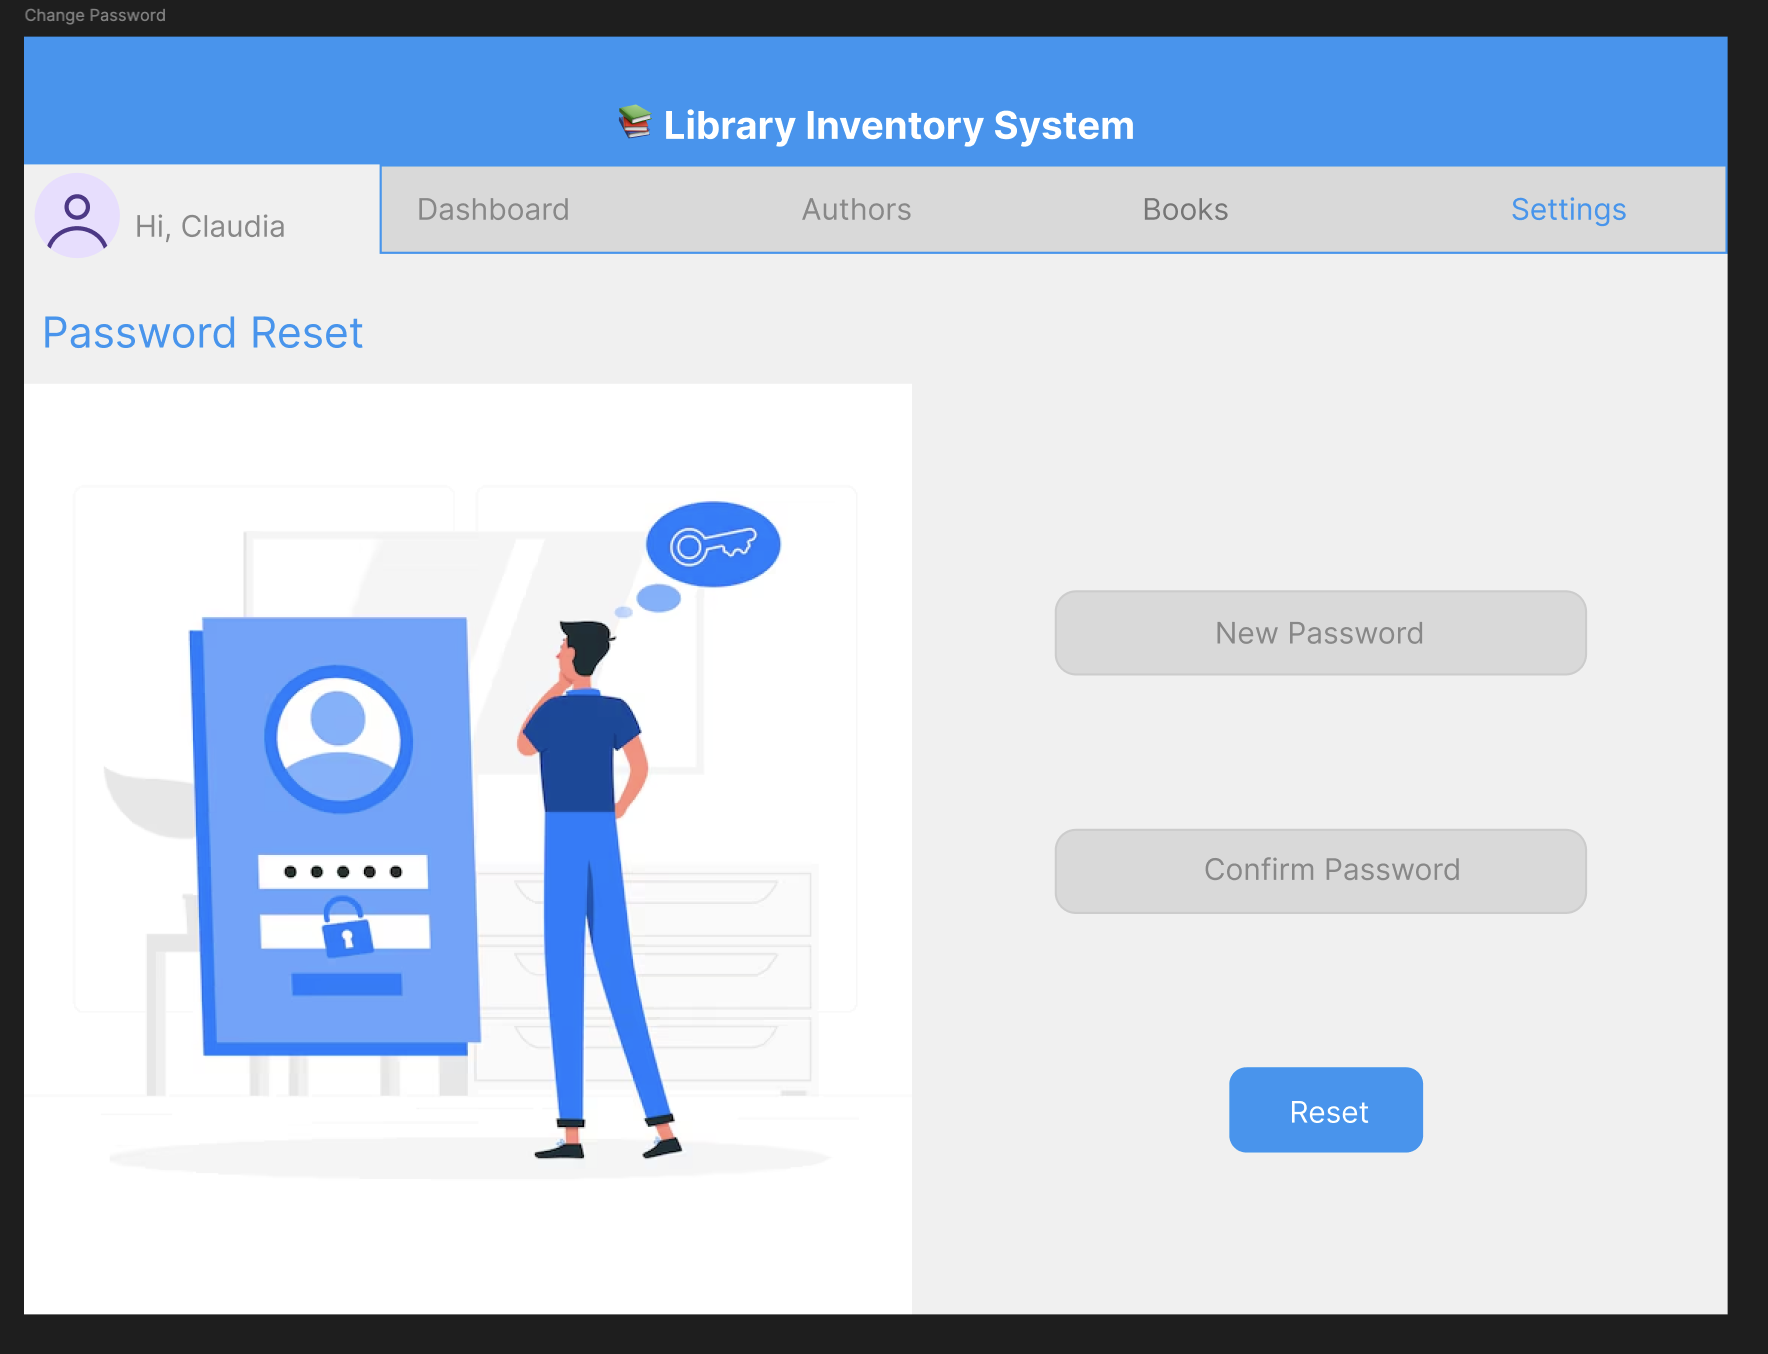 Change Password
📚 Library Inventory System
Hi, Claudia
Dashboard
Authors
Books
Settings
Password Reset
New Password
Confirm Password
Reset